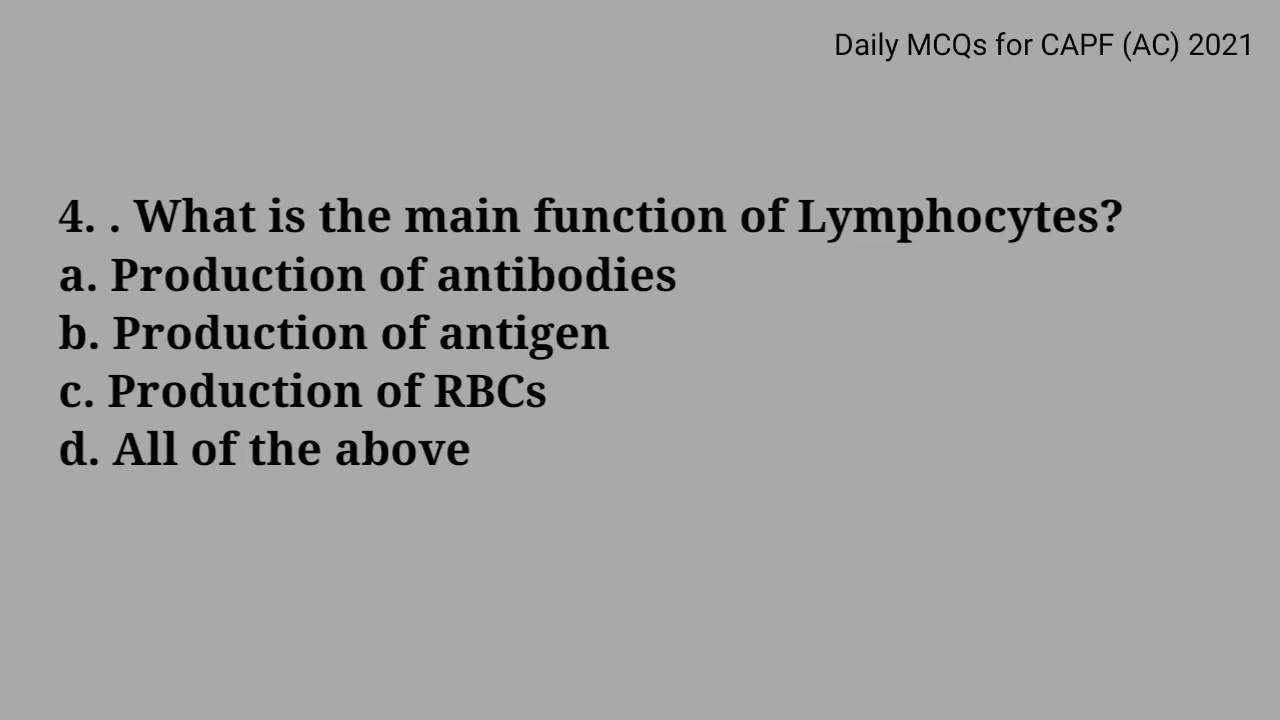 Daily MCQs for CAPF (AC) 2021
4. . What is the main function of Lymphocytes?
a. Production of antibodies
b. Production of antigen
c. Production of RBCs
d. All of the above